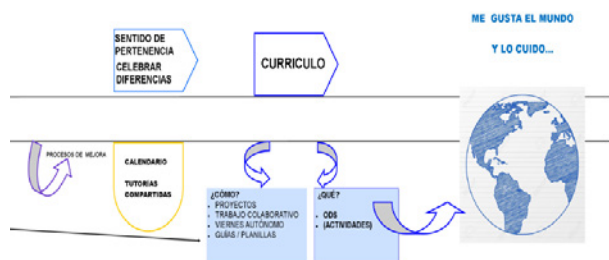 SENTIDO DE
PERTENENCIA
CELEBRAR
DIFERENCIAS
CURRICULO
ME GUSTA EL MUNDO
Y LO CUIDO...
PROCESOS DE MEJORA
CALENDARIO
TUTORIAS
COMPARTIDAS
¿CÓMO?
• PROYECTOS
• TRABAJO COLABORATIVO
• VIERNES AUTÓNOMO
• GUÍAS / PLANILLAS
¿QUÉ?
• ODS
• (ACTIVIDADES)